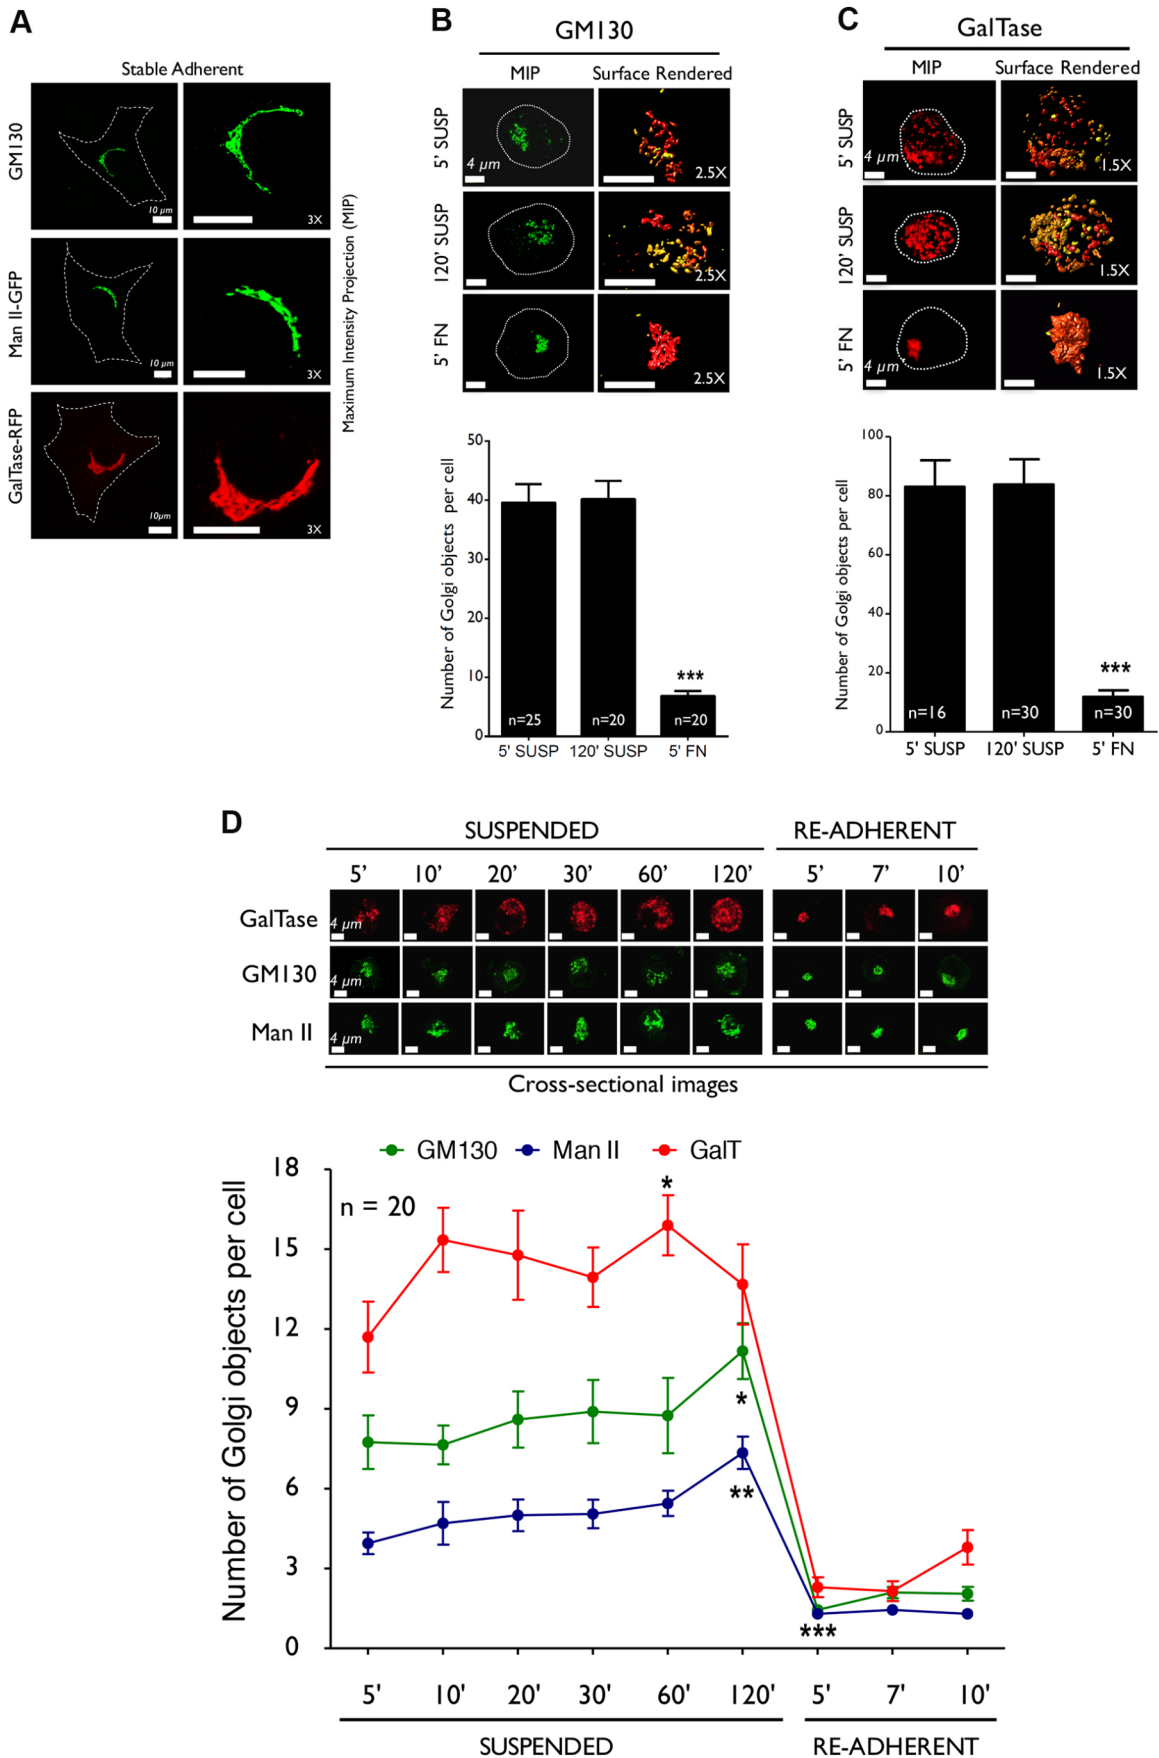 A
Stable Adherent
GM130
10 µm
3X
Man II-GFP
10 µm
3X
GalTase-RFP
10µm
3X
Maximum Intensity Projection (MIP)
B
GM130
MIP Surface Rendered
5' SUSP
4 µm
2.5X
120' SUSP
2.5X
5' FN
2.5X
Number of Golgi objects per cell
50
40
30
20
10
0
***
n=25 n=20 n=20
5' SUSP 120' SUSP 5' FN
C
GalTase
MIP Surface Rendered
5' SUSP
4 µm
1.5X
120' SUSP
1.5X
5' FN
4 µm
1.5X
Number of Golgi objects per cell
100
80
60
40
20
0
***
n=16 n=30 n=30
5' SUSP 120' SUSP 5' FN
D
SUSPENDED RE-ADHERENT
5' 10' 20' 30' 60' 120' 5' 7' 10'
GalTase
4 µm
GM130
4 µm
Man II
4 µm
Cross-sectional images
GM130 Man II GalT
n = 20
Number of Golgi objects per cell
18
15
12
9
6
3
0
*
*
**
***
5' 10' 20' 30' 60' 120' 5' 7' 10'
SUSPENDED RE-ADHERENT